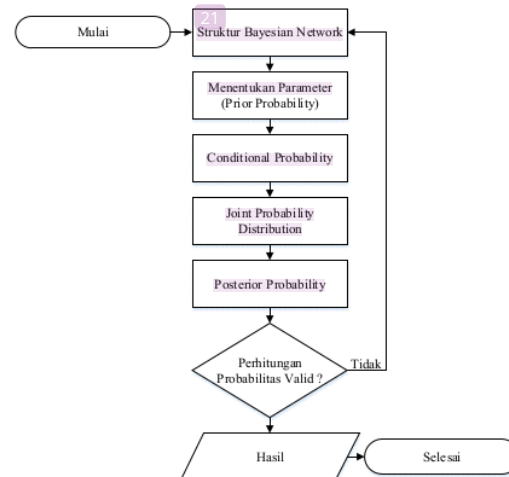 Mulai
21
Struktur Bayesian Network
Menentukan Parameter
(Prior Probability)
Conditional Probability
Joint Probability
Distribution
Posterior Probability
Perhitungan
Probabilitas Valid ?
Tidak
Hasil
Selesai